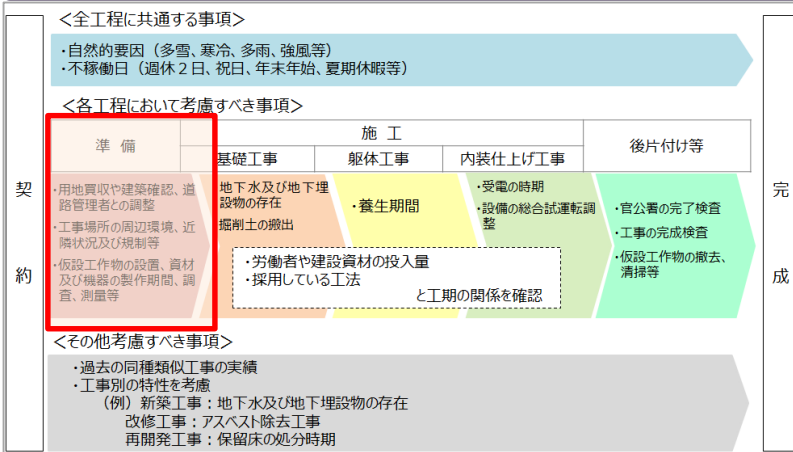 ＜全工程に共通する事項＞
・自然的要因（多雪、寒冷、多雨、強風等）
・不稼働日（週休２日、祝日、年末年始、夏期休暇等）
＜各工程において考慮すべき事項＞
準 備
施 工
後片付け等
基礎工事
躯体工事
内装仕上げ工事
契
約
・用地買収や建築確認、道
路管理者との調整
・工事場所の周辺環境、近
隣状況及び規制等
・仮設工作物の設置、資材
及び機器の製作期間、調
査、測量等
地下水及び地下埋
設物の存在
掘削土の搬出
・養生期間
・受電の時期
・設備の総合試運転調
整
・労働者や建設資材の投入量
・採用している工法
と工期の関係を確認
・官公署の完了検査
・工事の完成検査
・仮設工作物の撤去、
清掃等
完
成
＜その他考慮すべき事項＞
・過去の同種類似工事の実績
・工事別の特性を考慮
（例）新築工事：地下水及び地下埋設物の存在
改修工事：アスベスト除去工事
再開発工事：保留床の処分時期